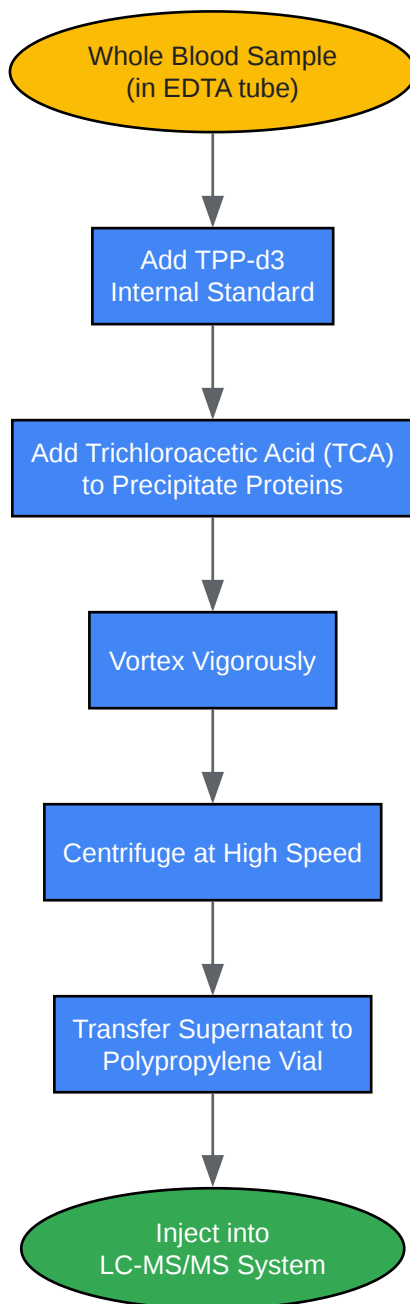 Whole Blood Sample
(in EDTA tube)
Add TPP-d3
Internal Standard
Add Trichloroacetic Acid (TCA)
to Precipitate Proteins
Vortex Vigorously
Centrifuge at High Speed
Transfer Supernatant to
Polypropylene Vial
Inject into
LC-MS/MS System